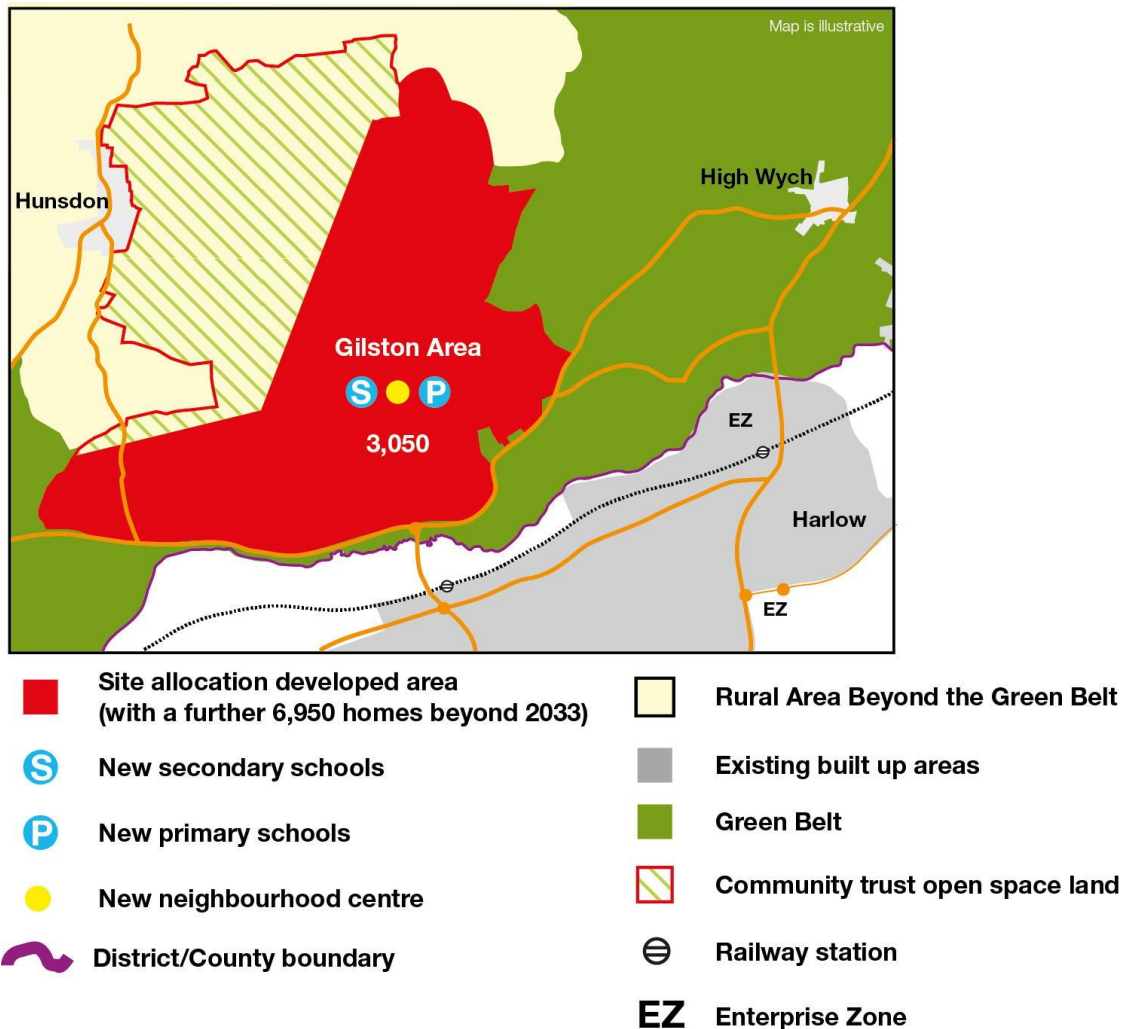 Map is illustrative
High Wych
Hunsdon
Gilston Area
S P
3,050
EZ
Harlow
EZ
Site allocation developed area
(with a further 6,950 homes beyond 2033)
S New secondary schools
P New primary schools
New neighbourhood centre
District/County boundary
Rural Area Beyond the Green Belt
Existing built up areas
Green Belt
Community trust open space land
Railway station
EZ Enterprise Zone